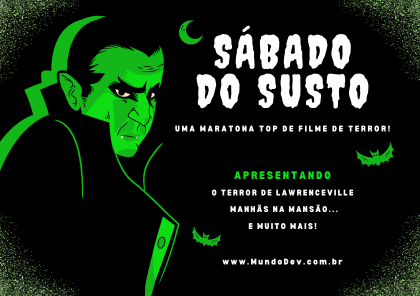 SÁBADO
DO SUSTO
UMA MARATONA TOP DE FILME DE TERROR!
APRESENTANDO
O TERROR DE LAWRENCEVILLE
MANHÃS NA MANSÃO...
E MUITO MAIS!
www.MundoDev.com.br